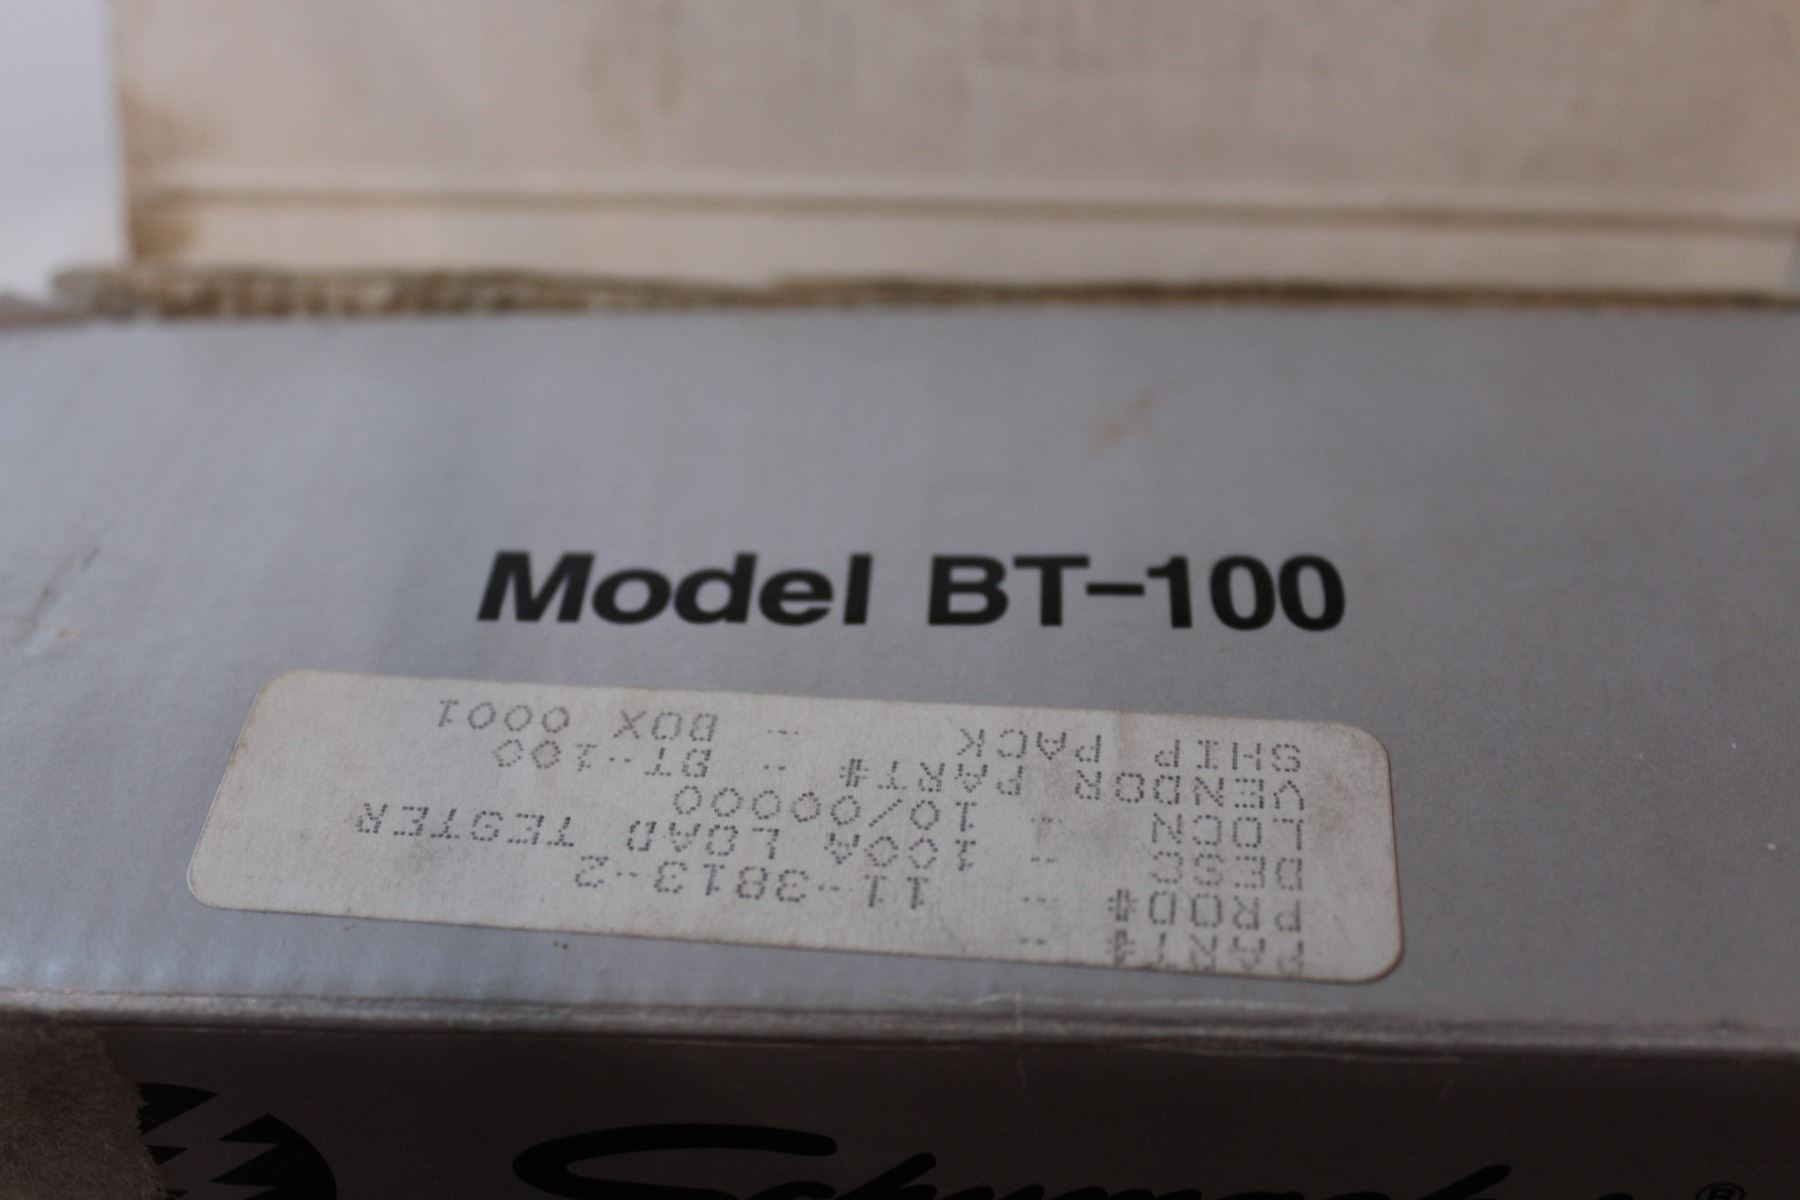 Model BT-100
PART# -
PROD# - 11-3813-2
DESC - 100A LOAD TESTER
LOCN - 10/00000
VENDOR PART# - BT-100
SHIP PACK - BOX 0001
Schumacher®